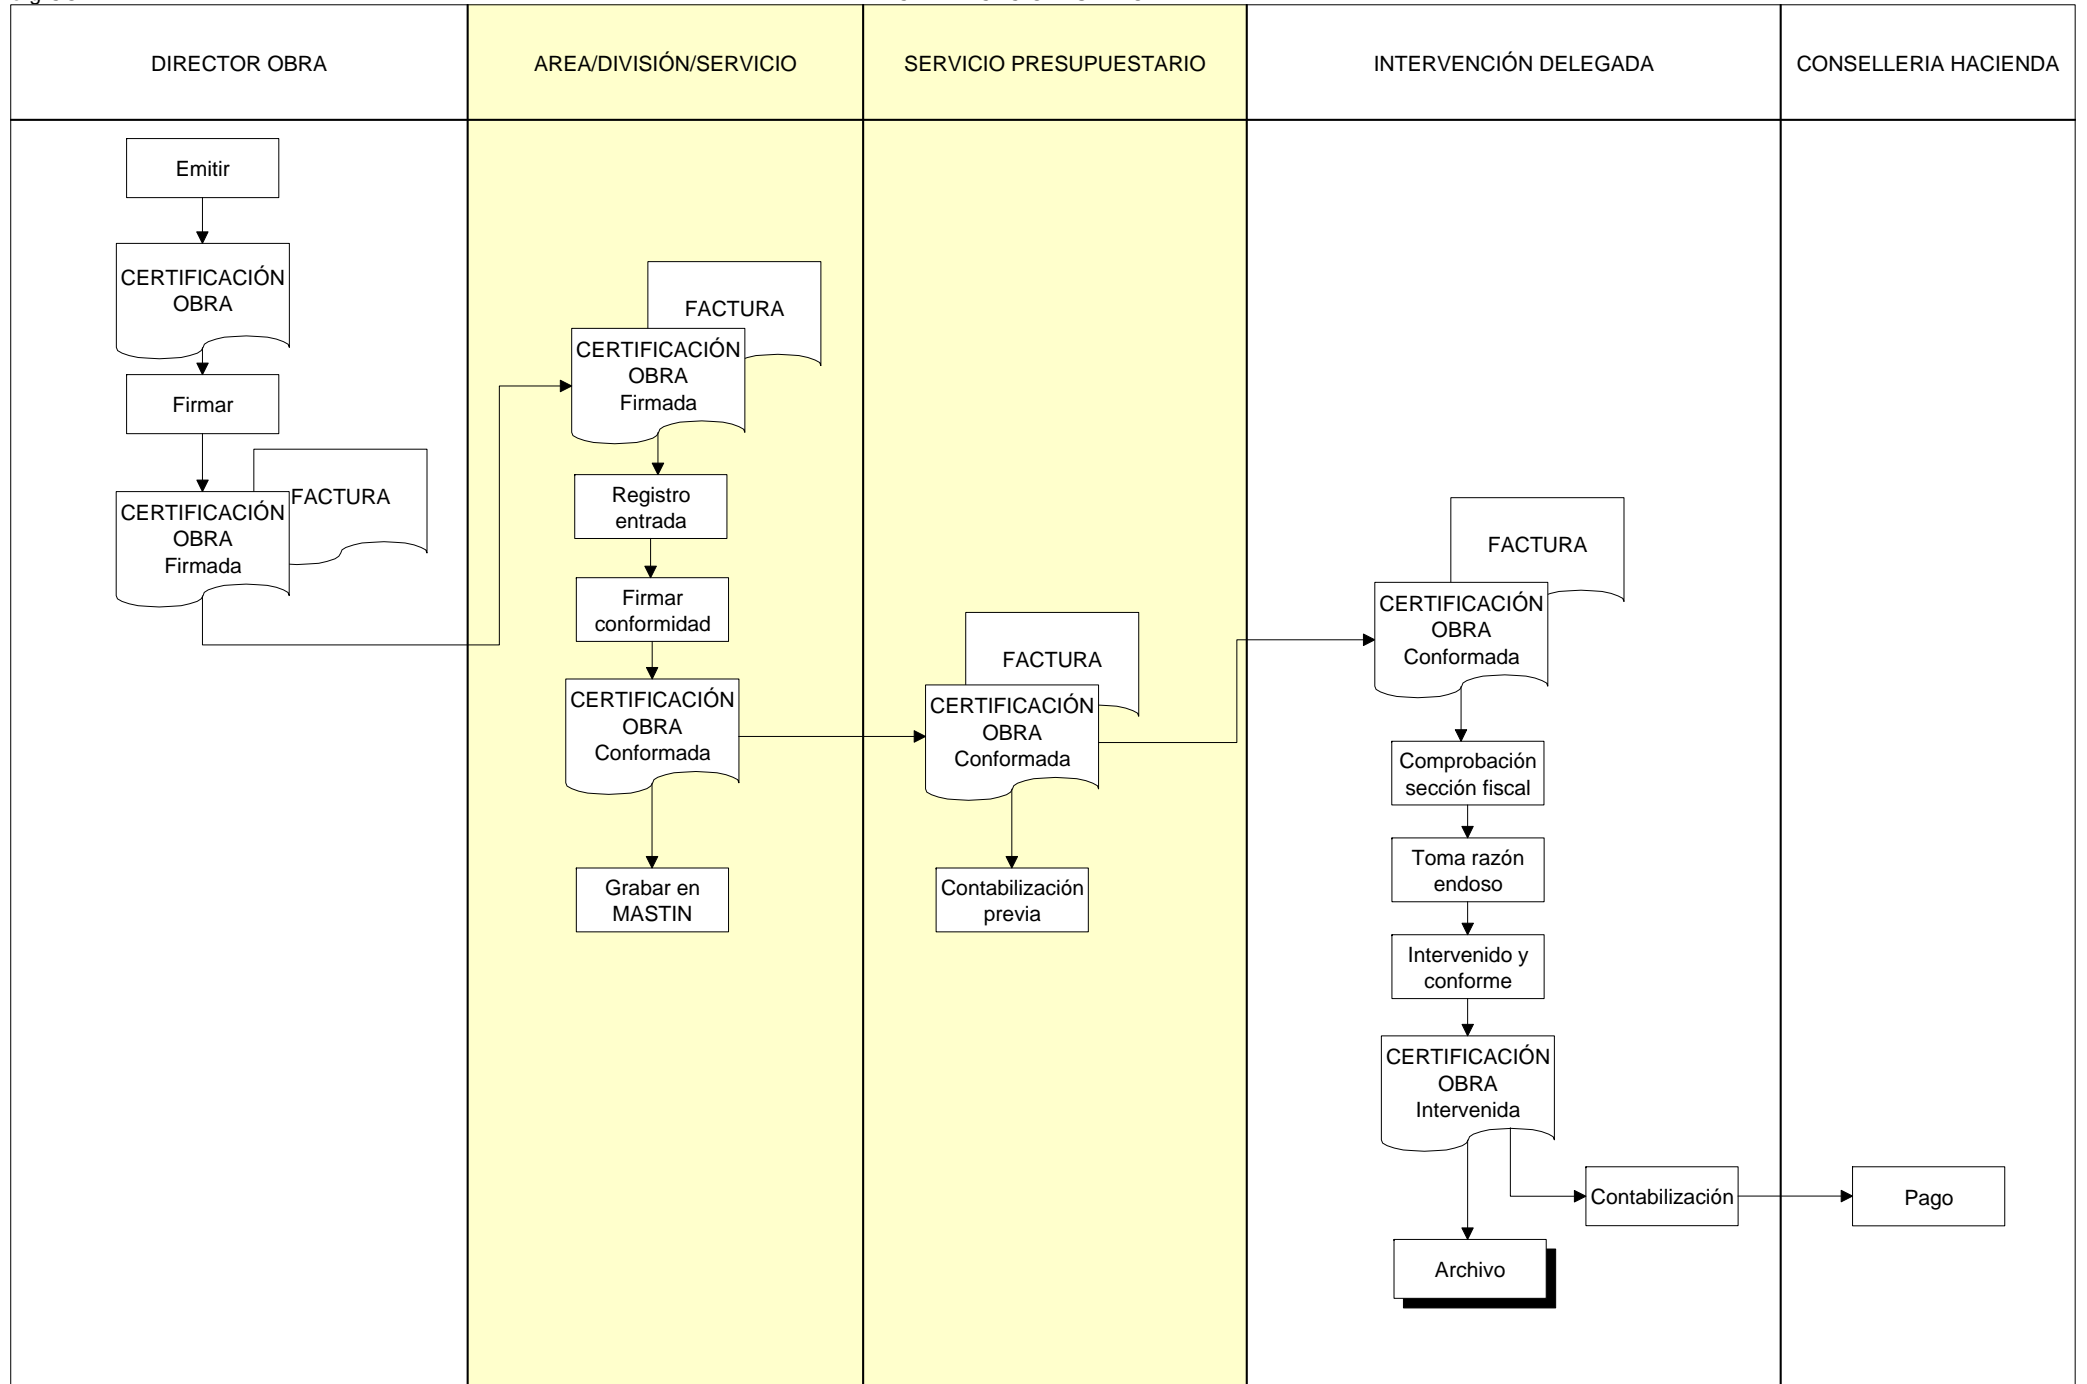 DIRECTOR OBRA
AREA/DIVISIÓN/SERVICIO
SERVICIO PRESUPUESTARIO
INTERVENCIÓN DELEGADA
CONSELLERIA HACIENDA
Emitir
CERTIFICACIÓN
OBRA
Firmar
FACTURA
CERTIFICACIÓN
OBRA
Firmada
FACTURA
CERTIFICACIÓN
OBRA
Firmada
Registro
entrada
Firmar
conformidad
CERTIFICACIÓN
OBRA
Conformada
Grabar en
MASTIN
FACTURA
CERTIFICACIÓN
OBRA
Conformada
Contabilización
previa
FACTURA
CERTIFICACIÓN
OBRA
Conformada
Comprobación
sección fiscal
Toma razón
endoso
Intervenido y
conforme
CERTIFICACIÓN
OBRA
Intervenida
Contabilización
Archivo
Pago